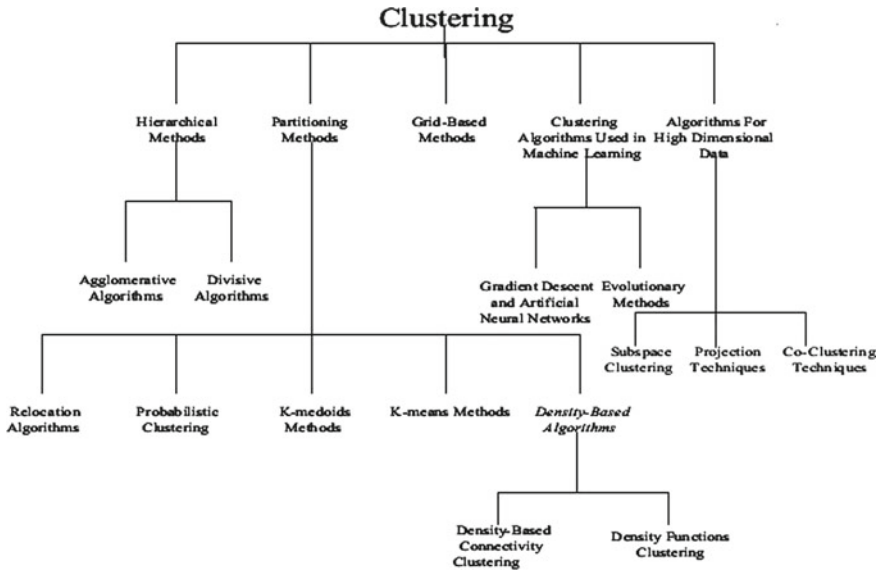 Clustering
Hierarchical
Methods
Partitioning
Methods
Grid-Based
Methods
Clustering
Algorithms Used in
Machine Learning
Algorithms For
High Dimensional
Data
Agglomerative
Algorithms
Divisive
Algorithms
Gradient Descent
and Artificial
Neural Networks
Evolutionary
Methods
Subspace
Clustering
Projection
Techniques
Co-Clustering
Techniques
Relocation
Algorithms
Probabilistic
Clustering
K-medoids
Methods
K-means Methods
Density-Based
Algorithms
Density-Based
Connectivity
Clustering
Density Functions
Clustering